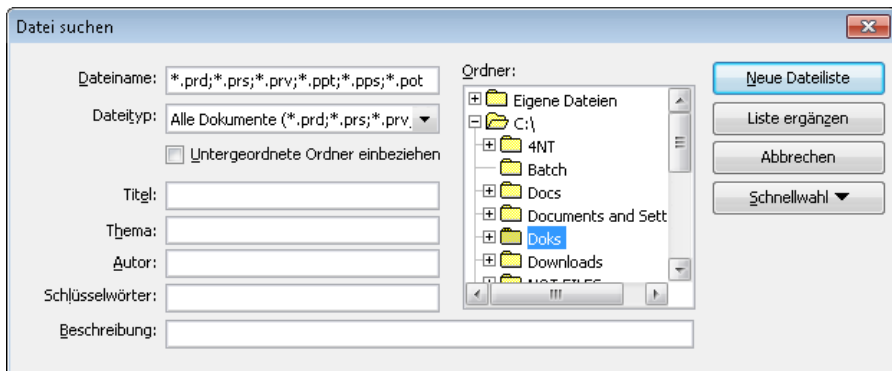 Datei suchen
Dateiname:
*.prd;*.prs;*.prv;*.ppt;*.pps;*.pot
Dateityp:
Alle Dokumente (*.prd;*.prs;*.prv,
Untergeordnete Ordner einbeziehen
Titel:
Thema:
Autor:
Schlüsselwörter:
Beschreibung:
Ordner:
Eigene Dateien
C:\
4NT
Batch
Docs
Documents and Sett
Doks
Downloads
Neue Dateiliste
Liste ergänzen
Abbrechen
Schnellwahl